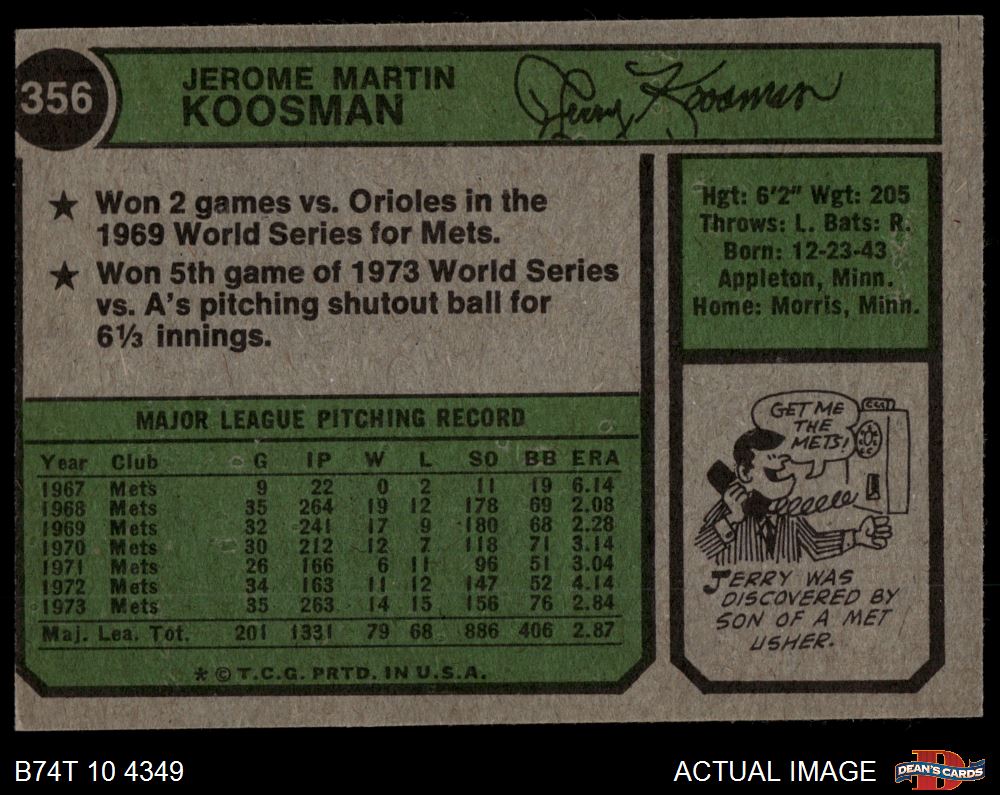 356
JEROME MARTIN
KOOSMAN
Jerry Koosman
★ Won 2 games vs. Orioles in the
1969 World Series for Mets.
★ Won 5th game of 1973 World Series
vs. A's pitching shutout ball for
6⅓ innings.
Hgt: 6'2" Wgt: 205
Throws: L. Bats: R.
Born: 12-23-43
Appleton, Minn.
Home: Morris, Minn.
MAJOR LEAGUE PITCHING RECORD
Year Club G IP W L SO BB ERA
1967 Mets 9 22 0 2 11 19 6.14
1968 Mets 35 264 19 12 178 69 2.08
1969 Mets 32 241 17 9 180 68 2.28
1970 Mets 30 212 12 7 118 71 3.14
1971 Mets 26 166 6 11 96 51 3.04
1972 Mets 34 163 11 12 147 52 4.14
1973 Mets 35 263 14 15 156 76 2.84
Maj. Lea. Tot. 201 1331 79 68 886 406 2.87
* © T.C.G. PRTD. IN U.S.A.
GET ME
THE
METS!
JERRY WAS
DISCOVERED BY
SON OF A MET
USHER.
B74T 10 4349
ACTUAL IMAGE
DEAN'S CARDS